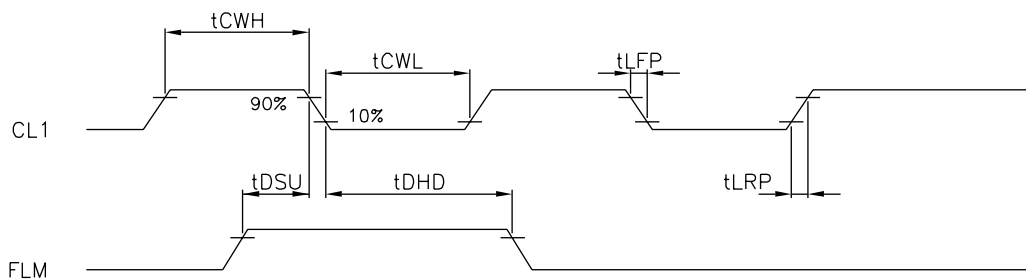 tCWH
tCWL
tLFP
90%
10%
CL1
tDSU
tDHD
tLRP
FLM